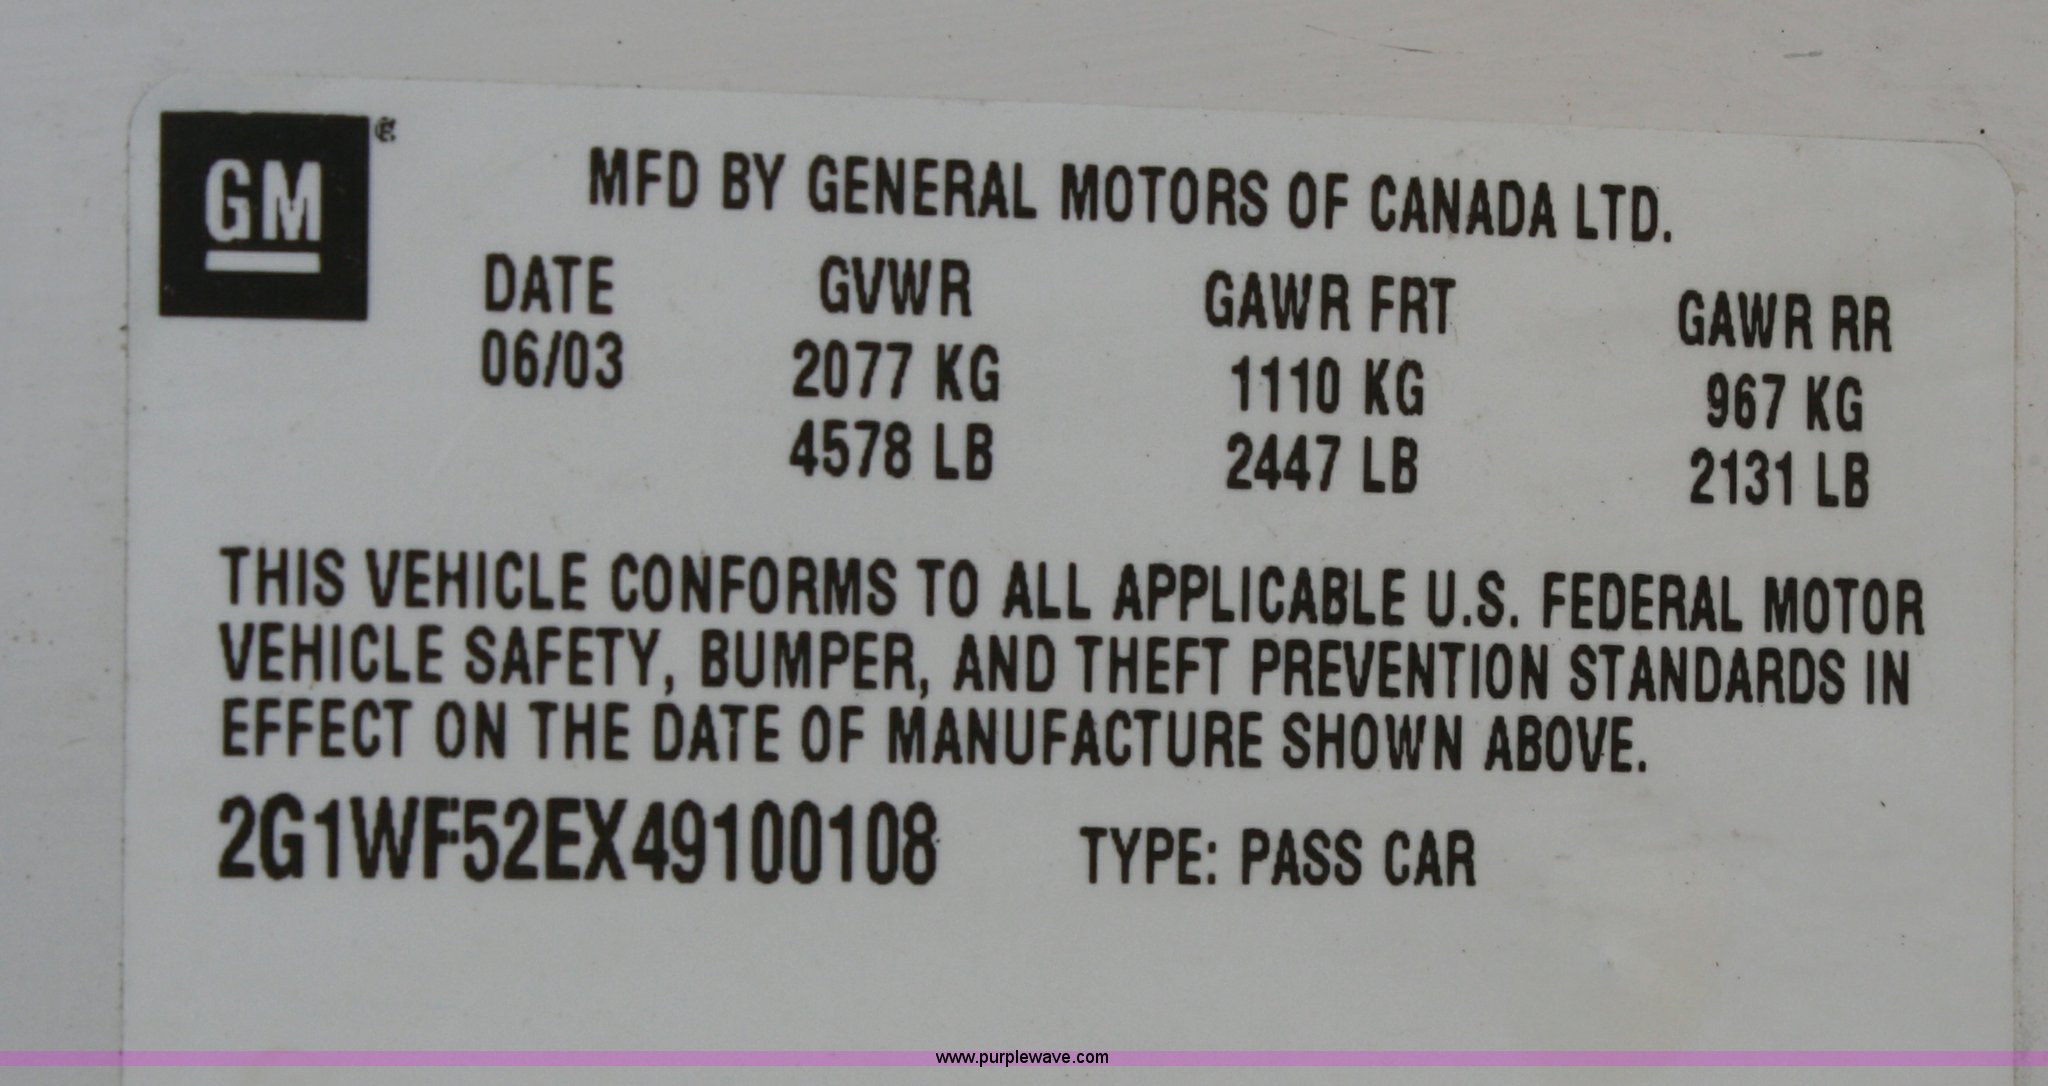 GM
MFD BY GENERAL MOTORS OF CANADA LTD.
DATE GVWR GAWR FRT GAWR RR
06/03 2077 KG 1110 KG 967 KG
4578 LB 2447 LB 2131 LB
THIS VEHICLE CONFORMS TO ALL APPLICABLE U.S. FEDERAL MOTOR
VEHICLE SAFETY, BUMPER, AND THEFT PREVENTION STANDARDS IN
EFFECT ON THE DATE OF MANUFACTURE SHOWN ABOVE.
2G1WF52EX49100108 TYPE: PASS CAR
www.purplewave.com